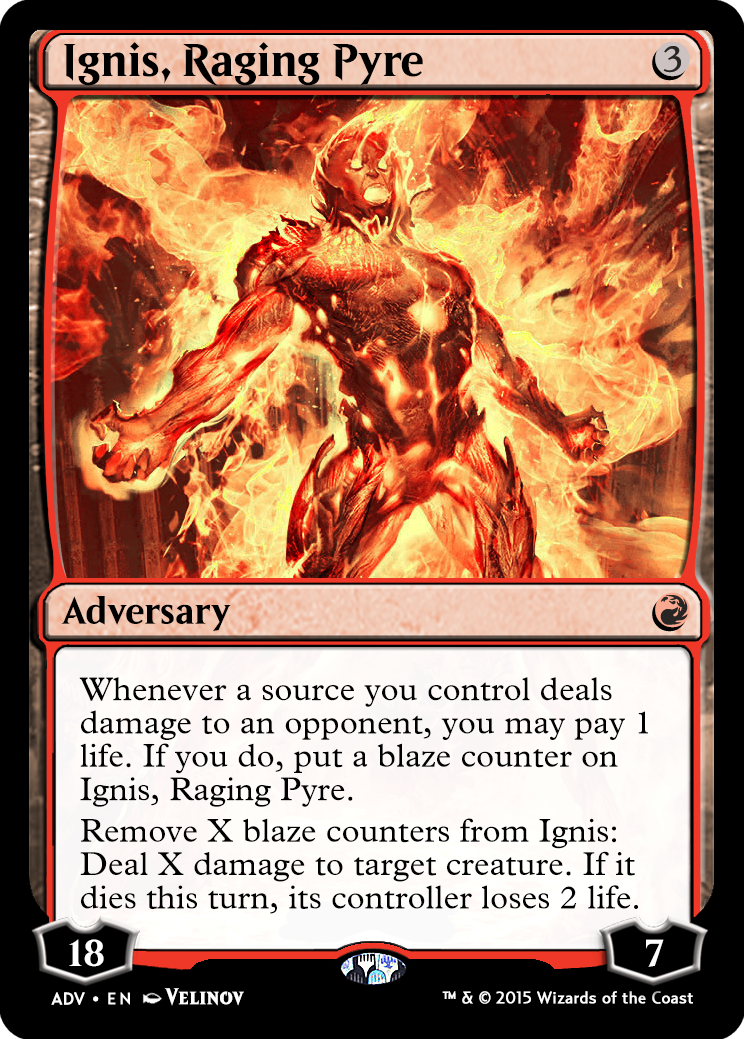 Ignis, Raging Pyre
3
Adversary
Whenever a source you control deals
damage to an opponent, you may pay 1
life. If you do, put a blaze counter on
Ignis, Raging Pyre.
Remove X blaze counters from Ignis:
Deal X damage to target creature. If it
dies this turn, its controller loses 2 life.
18
7
ADV • EN VELINOV
™ & © 2015 Wizards of the Coast